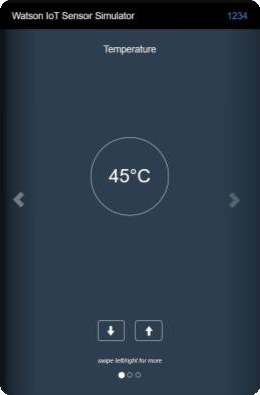 Watson IoT Sensor Simulator 1234
Temperature
45°C
swipe left/right for more